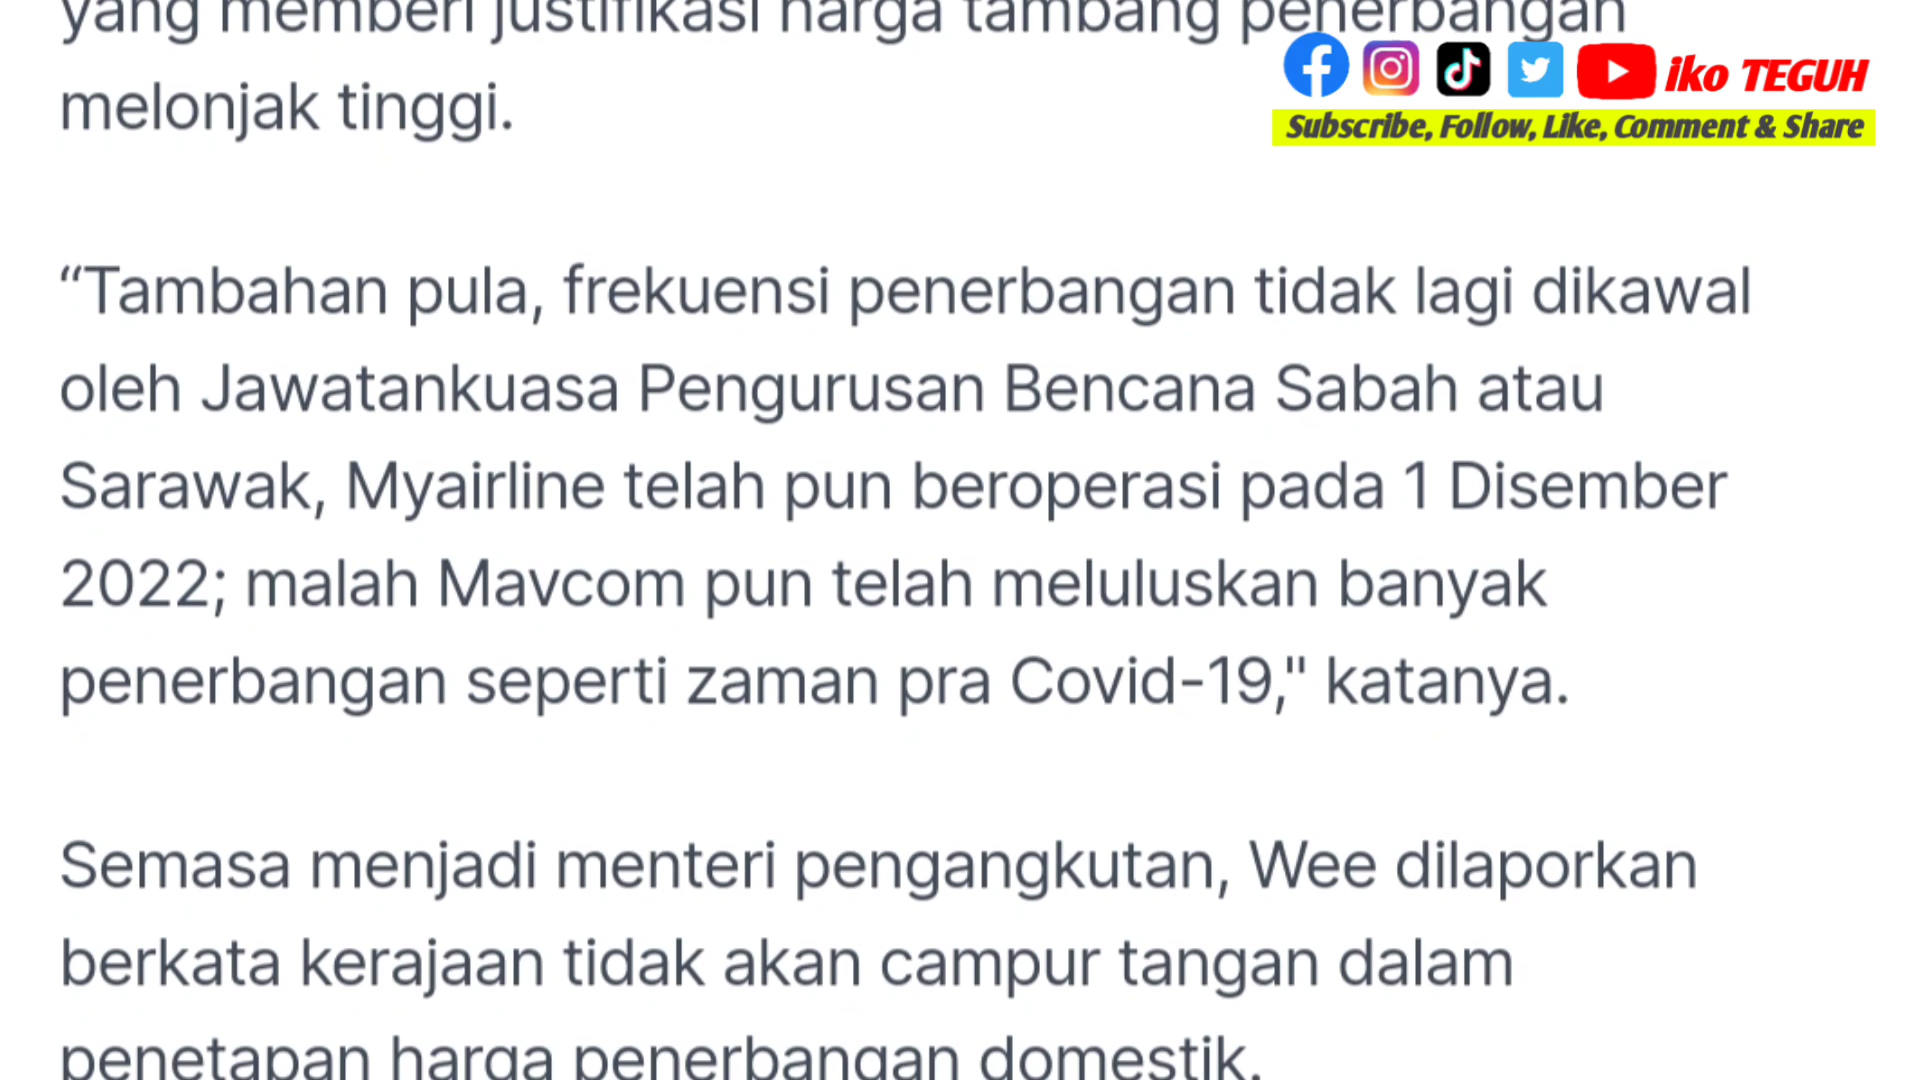 yang memberi justifikasi harga tambang penerbangan
melonjak tinggi.
iko TEGUH
Subscribe, Follow, Like, Comment & Share
“Tambahan pula, frekuensi penerbangan tidak lagi dikawal
oleh Jawatankuasa Pengurusan Bencana Sabah atau
Sarawak, Myairline telah pun beroperasi pada 1 Disember
2022; malah Mavcom pun telah meluluskan banyak
penerbangan seperti zaman pra Covid-19," katanya.
Semasa menjadi menteri pengangkutan, Wee dilaporkan
berkata kerajaan tidak akan campur tangan dalam
penetapan harga penerbangan domestik.